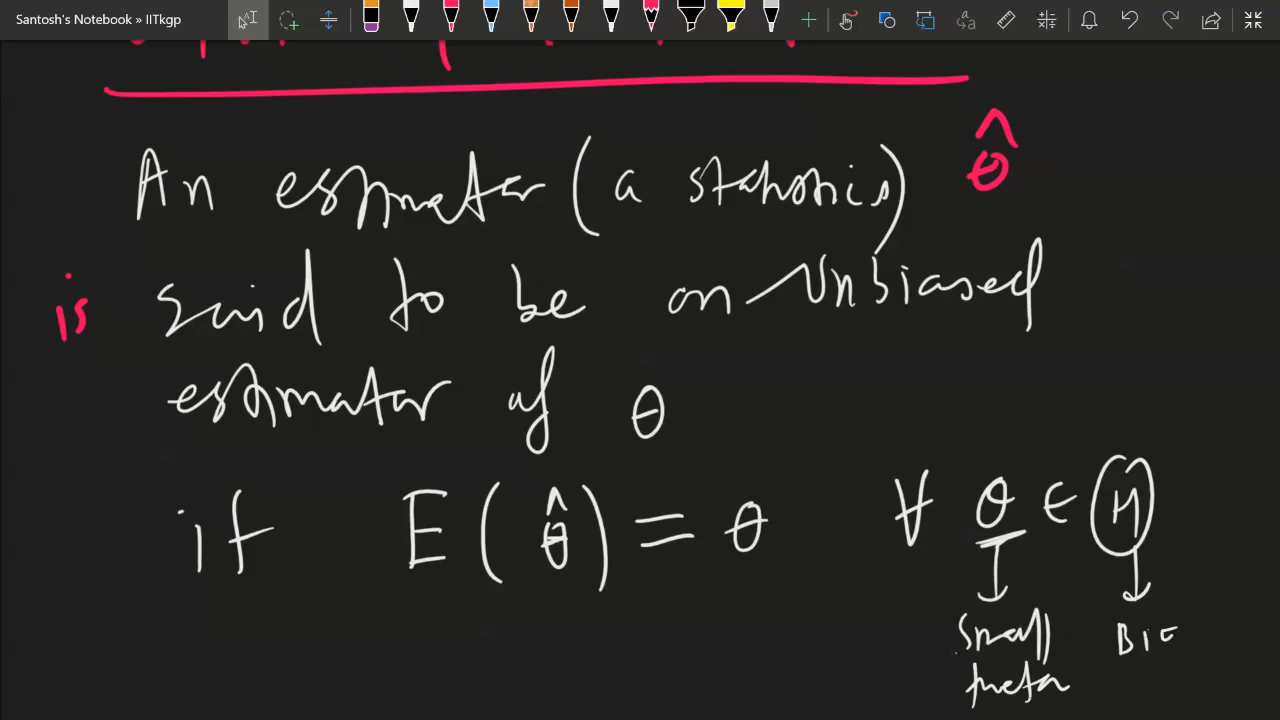 Santosh's Notebook » IITkgp
An estimator (a statistic) θ̂
is said to be an Unbiased
estimator of θ
if E(θ̂) = θ ∀ θ ∈ Θ
Small BIG
theta